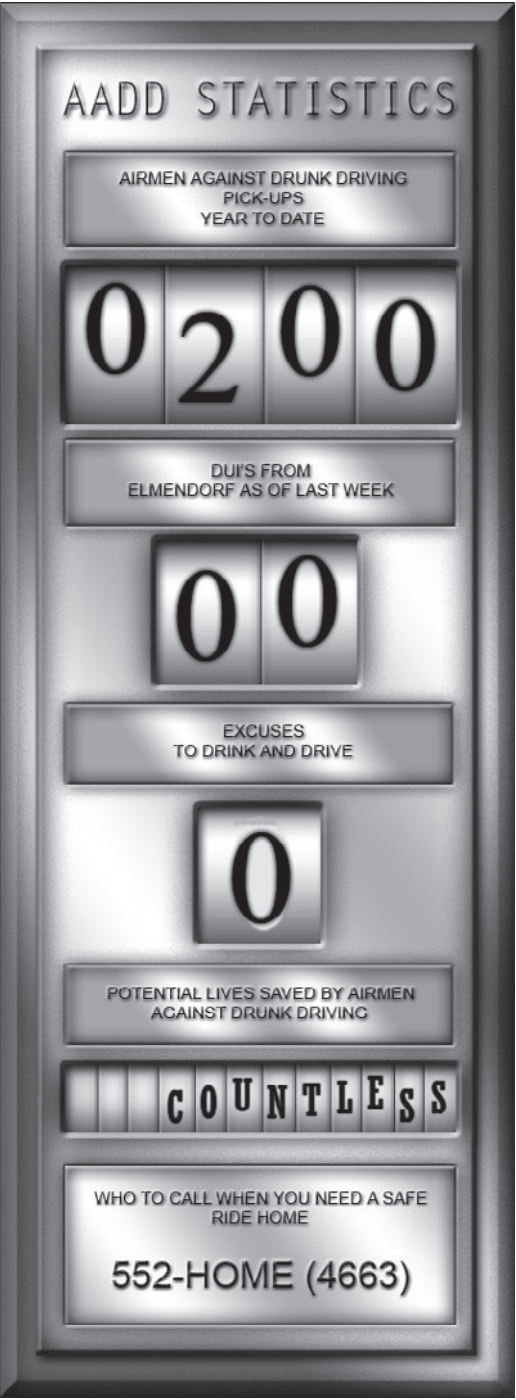 AADD STATISTICS
AIRMEN AGAINST DRUNK DRIVING
PICK-UPS
YEAR TO DATE
0200
DUI'S FROM
ELMENDORF AS OF LAST WEEK
00
EXCUSES
TO DRINK AND DRIVE
0
POTENTIAL LIVES SAVED BY AIRMEN
AGAINST DRUNK DRIVING
COUNTLESS
WHO TO CALL WHEN YOU NEED A SAFE
RIDE HOME
552-HOME (4663)